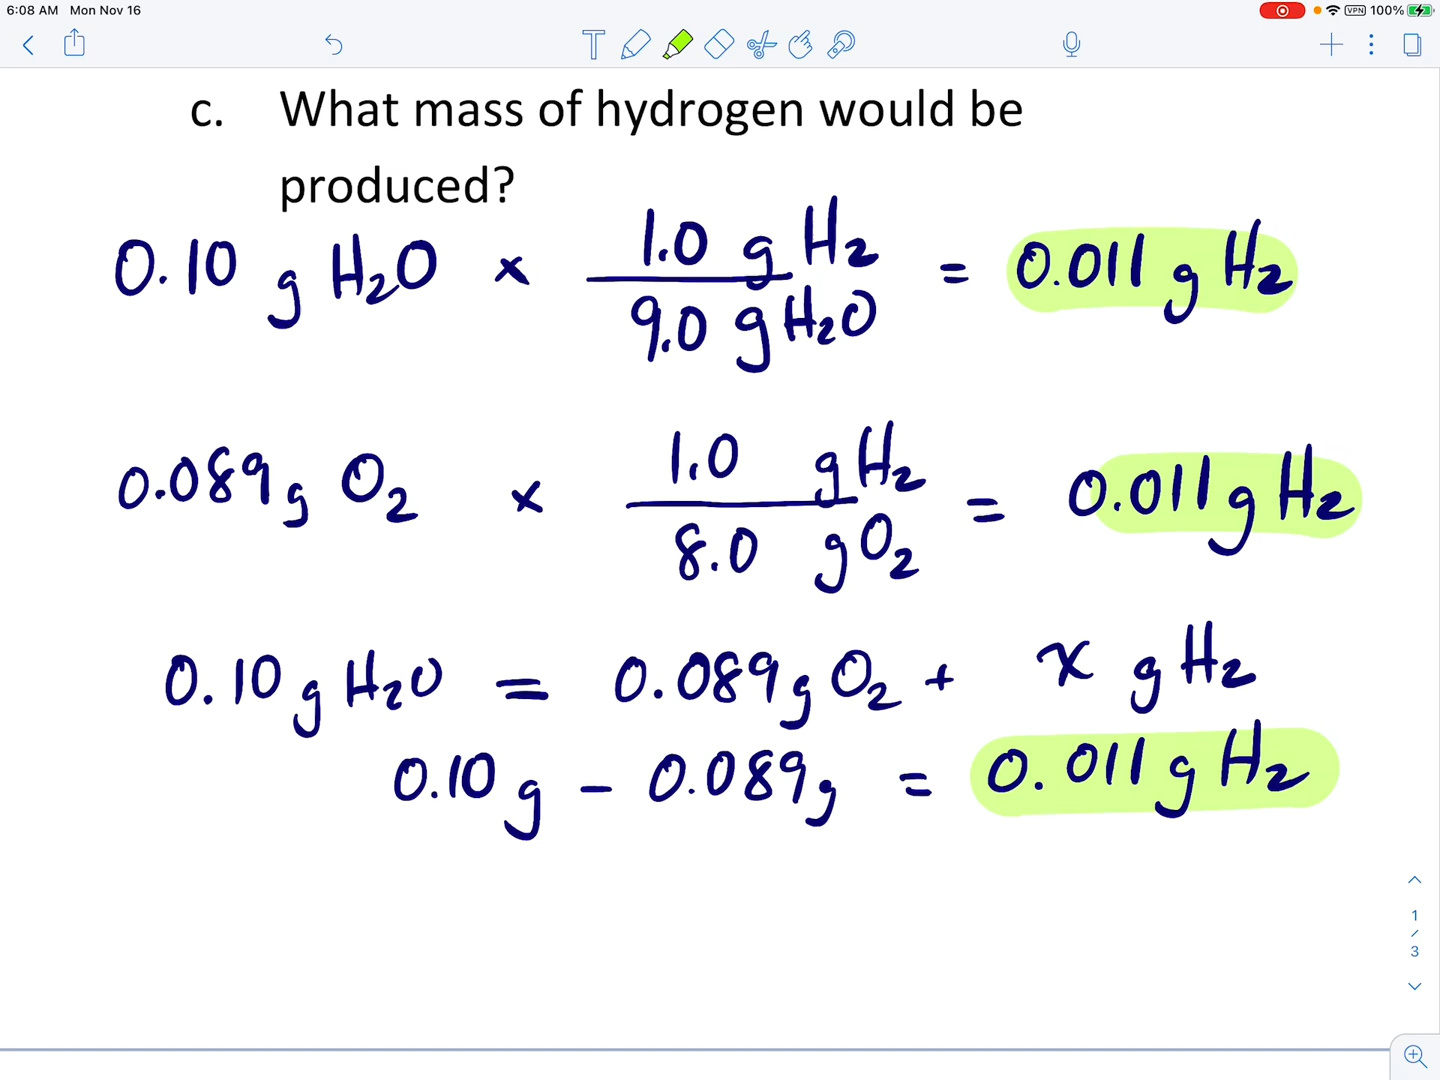 6:08 AM Mon Nov 16
VPN 100%
T
c. What mass of hydrogen would be
produced?
0.10 g H₂O × 1.0 g H₂ / 9.0 g H₂O = 0.011 g H₂
0.089 g O₂ × 1.0 g H₂ / 8.0 g O₂ = 0.011 g H₂
0.10 g H₂O = 0.089 g O₂ + x g H₂
0.10 g - 0.089 g = 0.011 g H₂
1
/
3